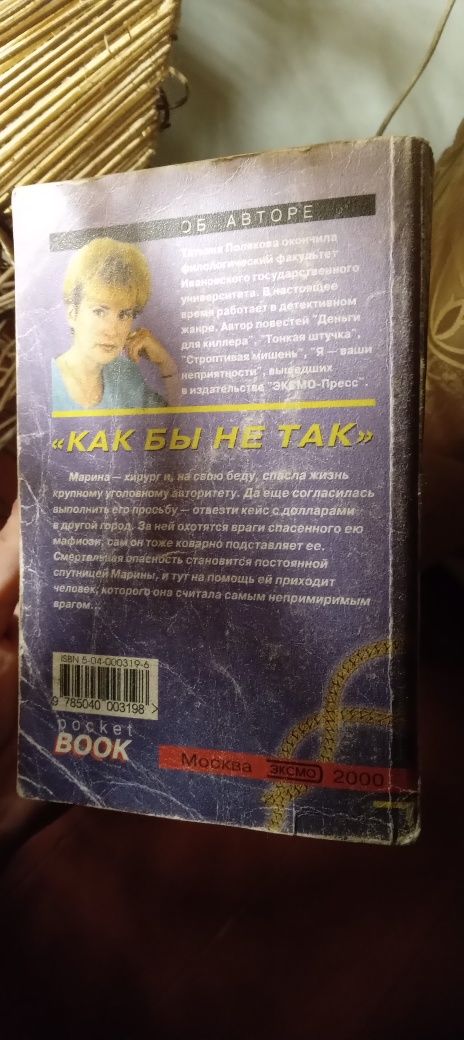 ОБ АВТОРЕ
Татьяна Полякова окончила
филологический факультет
Ивановского государственного
университета. В настоящее
время работает в детективном
жанре. Автор повестей "Деньги
для киллера", "Тонкая штучка",
"Строптивая мишень", "Я — ваши
неприятности", вышедших
в издательстве "ЭКСМО-Пресс".
«КАК БЫ НЕ ТАК»
Марина — хирург и, на свою беду, спасла жизнь
крупному уголовному авторитету. Да еще согласилась
выполнить его просьбу — отвезти кейс с долларами
в другой город. За ней охотятся враги спасенного ею
мафиози, сам он тоже коварно подставляет ее.
Смертельная опасность становится постоянной
спутницей Марины, и тут на помощь ей приходит
человек, которого она считала самым непримиримым
врагом...
ISBN 5-04-000319-6
9 785040 003198 >
pocket
BOOK
Москва ЭКСМО 2000